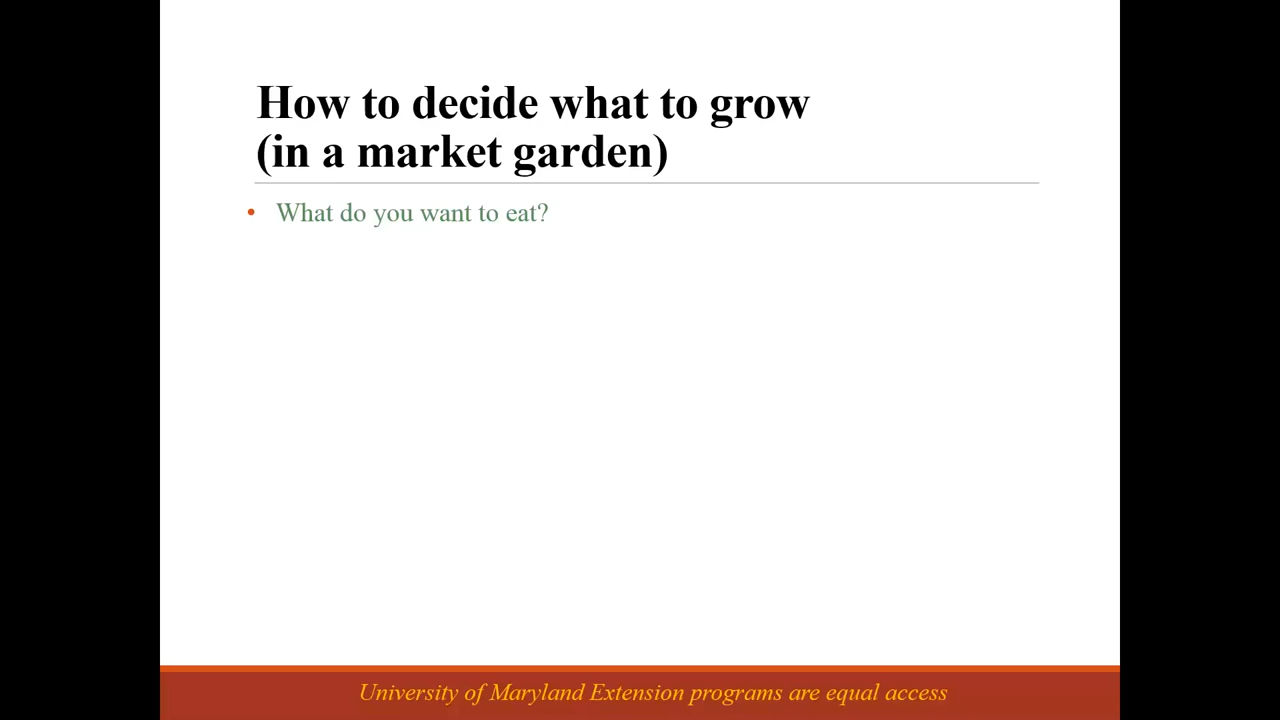 How to decide what to grow
(in a market garden)
• What do you want to eat?
University of Maryland Extension programs are equal access